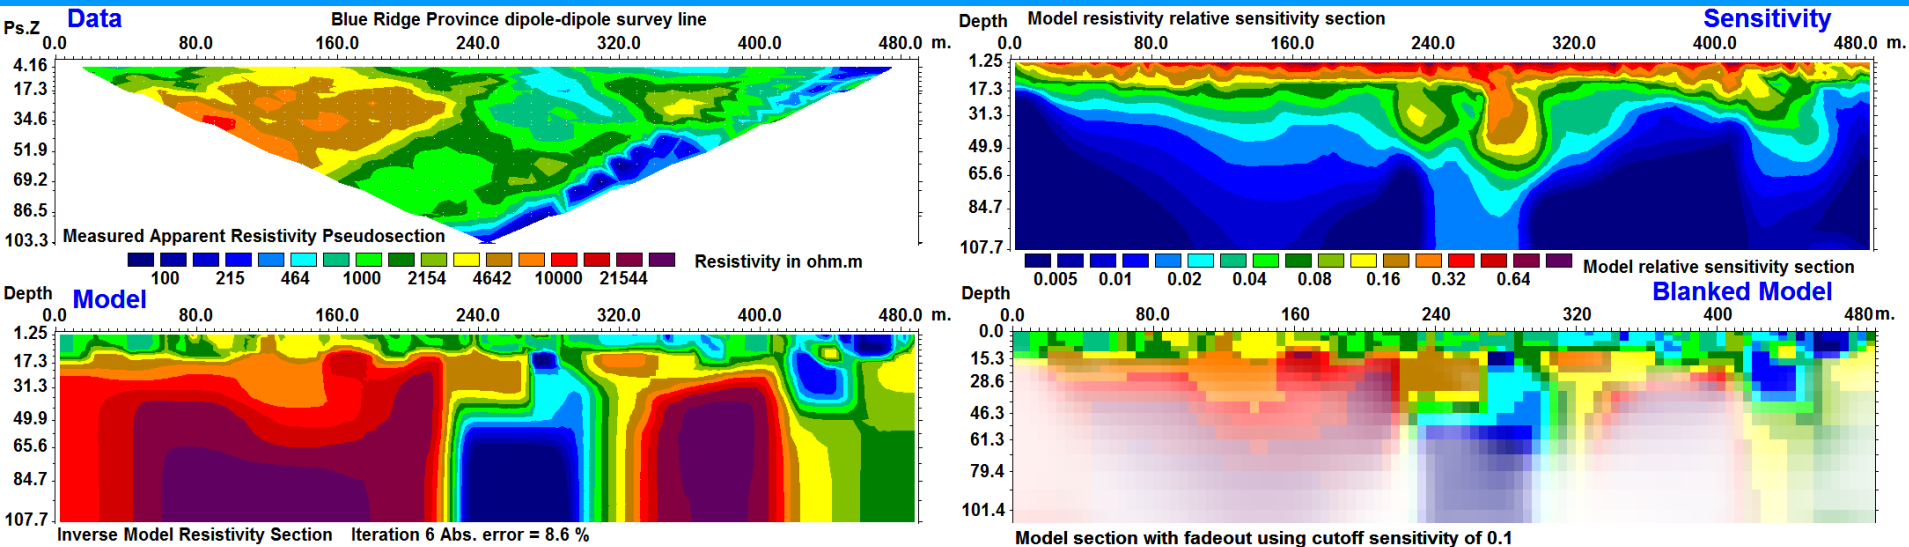 Data
Blue Ridge Province dipole-dipole survey line
Ps.Z
0.0 80.0 160.0 240.0 320.0 400.0 480.0 m.
4.16
17.3
34.6
51.9
69.2
86.5
103.3
Measured Apparent Resistivity Pseudosection
100 215 464 1000 2154 4642 10000 21544
Resistivity in ohm.m
Depth Model resistivity relative sensitivity section
Sensitivity
0.0 80.0 160.0 240.0 320.0 400.0 480.0 m.
1.25
17.3
31.3
49.9
65.6
84.7
107.7
0.005 0.01 0.02 0.04 0.08 0.16 0.32 0.64
Model relative sensitivity section
Depth
Model
0.0 80.0 160.0 240.0 320.0 400.0 480.0 m.
1.25
17.3
31.3
49.9
65.6
84.7
107.7
Inverse Model Resistivity Section Iteration 6 Abs. error = 8.6 %
Depth
Blanked Model
0.0 80.0 160 240 320 400 480 m.
0.0
15.3
28.6
46.3
61.3
79.4
101.4
Model section with fadeout using cutoff sensitivity of 0.1